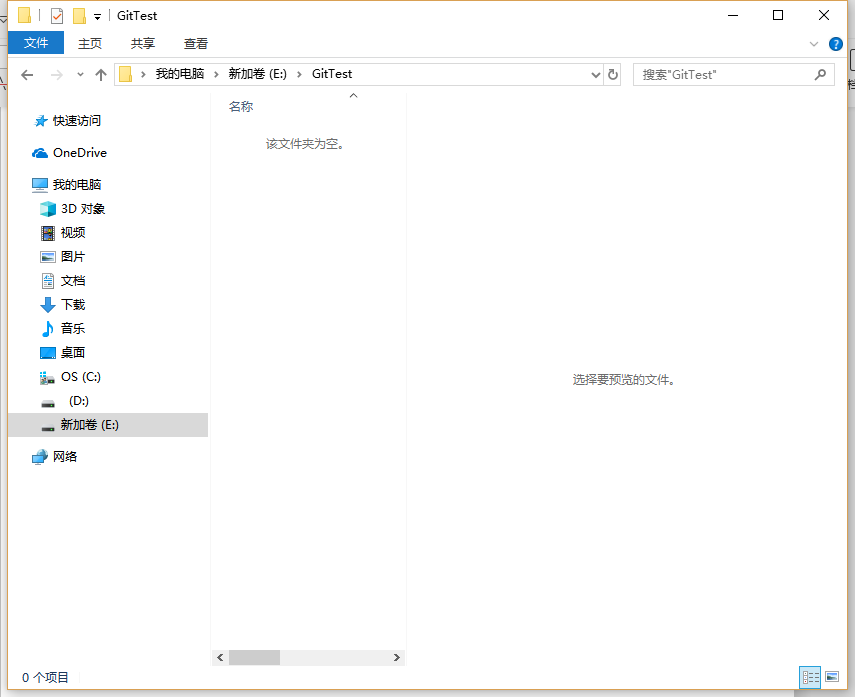 GitTest
文件 主页 共享 查看
我的电脑 新加卷 (E:) GitTest 搜索"GitTest"
名称
该文件夹为空。
快速访问
OneDrive
我的电脑
3D 对象
视频
图片
文档
下载
音乐
桌面
OS (C:)
(D:)
新加卷 (E:)
网络
选择要预览的文件。
0 个项目